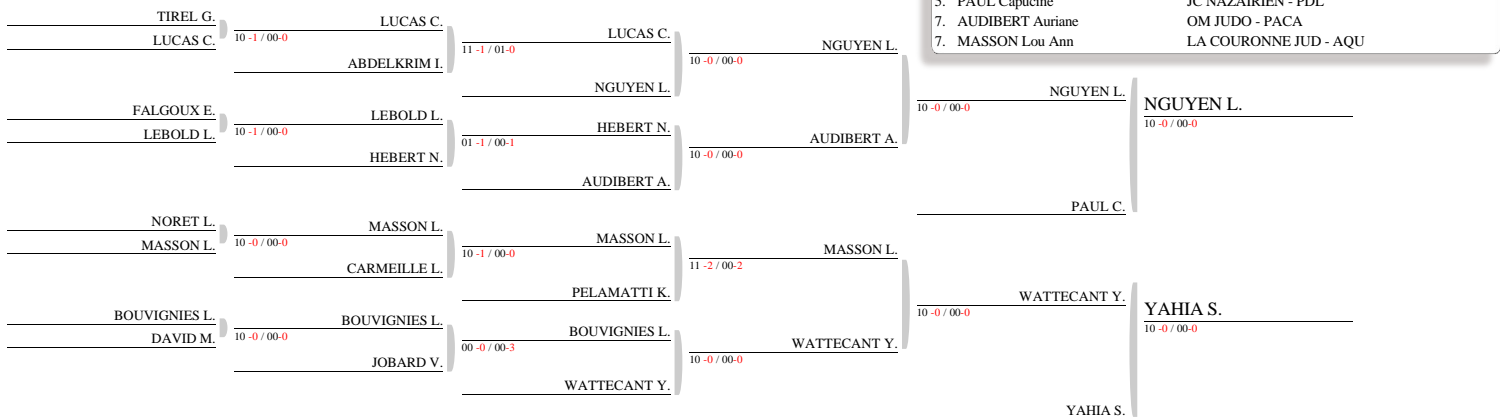 TIREL G.
LUCAS C.
FALGOUX E.
LEBOLD L.
NORET L.
MASSON L.
BOUVIGNIES L.
DAVID M.
LUCAS C.
10 -1 / 00-0
ABDELKRIM I.
LEBOLD L.
10 -1 / 00-0
HEBERT N.
MASSON L.
10 -0 / 00-0
CARMEILLE L.
BOUVIGNIES L.
10 -0 / 00-0
JOBARD V.
LUCAS C.
11 -1 / 01-0
NGUYEN L.
HEBERT N.
01 -1 / 00-1
AUDIBERT A.
MASSON L.
10 -1 / 00-0
PELAMATTI K.
BOUVIGNIES L.
00 -0 / 00-3
WATTECANT Y.
NGUYEN L.
10 -0 / 00-0
AUDIBERT A.
10 -0 / 00-0
MASSON L.
11 -2 / 00-2
WATTECANT Y.
10 -0 / 00-0
NGUYEN L.
10 -0 / 00-0
PAUL C.
WATTECANT Y.
10 -0 / 00-0
YAHIA S.
NGUYEN L.
10 -0 / 00-0
YAHIA S.
10 -0 / 00-0
5. PAUL Capucine JC NAZAIRIEN - PDL
7. AUDIBERT Auriane OM JUDO - PACA
7. MASSON Lou Ann LA COURONNE JUD - AQU